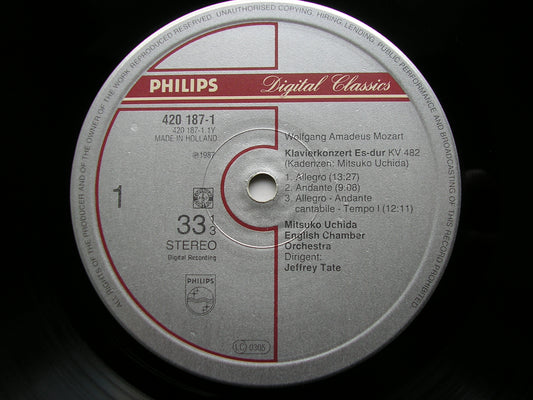 ALL RIGHTS OF THE PRODUCER AND OF THE OWNER OF THE WORK REPRODUCED RESERVED. UNAUTHORISED COPYING, HIRING, LENDING, PUBLIC PERFORMANCE AND BROADCASTING OF THIS RECORD PROHIBITED.
PHILIPS
Digital Classics
420 187-1
420 187-1.1Y
MADE IN HOLLAND
℗1987
1
33 1/3
STEREO
Digital Recording
PHILIPS
LC 0305
Wolfgang Amadeus Mozart
Klavierkonzert Es-dur KV 482
(Kadenzen: Mitsuko Uchida)
1. Allegro (13:27)
2. Andante (9:08)
3. Allegro - Andante
cantabile - Tempo I (12:11)
Mitsuko Uchida
English Chamber
Orchestra
Dirigent:
Jeffrey Tate